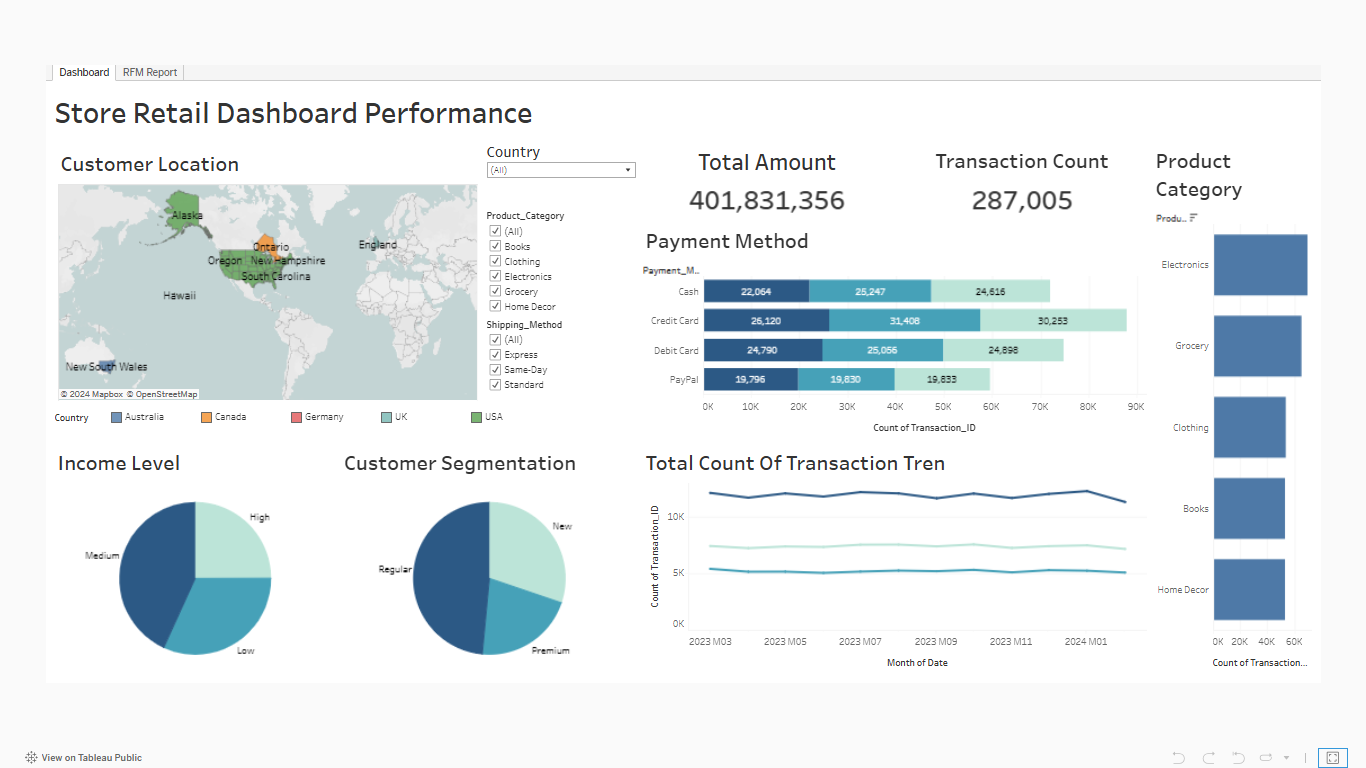 Dashboard
RFM Report
Store Retail Dashboard Performance
Customer Location
Alaska
Ontario
Oregon
New Hampshire
South Carolina
Hawaii
England
New South Wales
© 2024 Mapbox © OpenStreetMap
Country
Australia
Canada
Germany
UK
USA
Country
(All)
Product_Category
(All)
Books
Clothing
Electronics
Grocery
Home Decor
Shipping_Method
(All)
Express
Same-Day
Standard
Total Amount
401,831,356
Transaction Count
287,005
Payment Method
Payment_M..
Cash 22,064 25,247 24,616
Credit Card 26,120 31,408 30,253
Debit Card 24,790 25,056 24,898
PayPal 19,796 19,830 19,833
0K 10K 20K 30K 40K 50K 60K 70K 80K 90K
Count of Transaction_ID
Product
Category
Produ..
Electronics
Grocery
Clothing
Books
Home Decor
0K 20K 40K 60K
Count of Transaction...
Income Level
High
Medium
Low
Customer Segmentation
New
Regular
Premium
Total Count Of Transaction Tren
Count of Transaction_ID
10K
5K
0K
2023 M03 2023 M05 2023 M07 2023 M09 2023 M11 2024 M01
Month of Date
View on Tableau Public